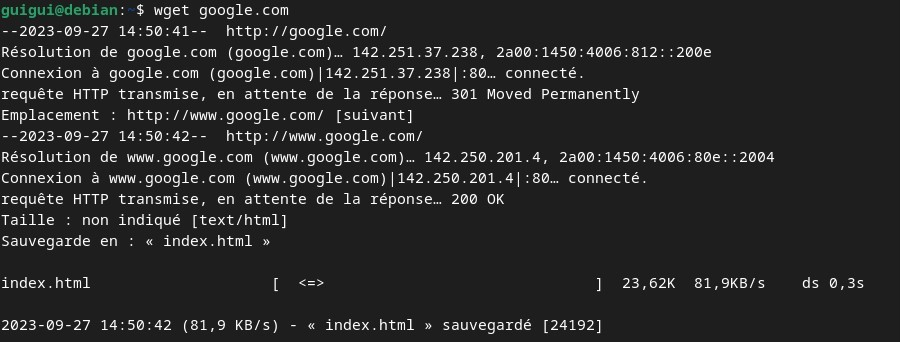 guigui@debian:~$ wget google.com
--2023-09-27 14:50:41--  http://google.com/
Résolution de google.com (google.com)… 142.251.37.238, 2a00:1450:4006:812::200e
Connexion à google.com (google.com)|142.251.37.238|:80… connecté.
requête HTTP transmise, en attente de la réponse… 301 Moved Permanently
Emplacement : http://www.google.com/ [suivant]
--2023-09-27 14:50:42--  http://www.google.com/
Résolution de www.google.com (www.google.com)… 142.250.201.4, 2a00:1450:4006:80e::2004
Connexion à www.google.com (www.google.com)|142.250.201.4|:80… connecté.
requête HTTP transmise, en attente de la réponse… 200 OK
Taille : non indiqué [text/html]
Sauvegarde en : « index.html »
index.html                    [  <=>                              ]  23,62K  81,9KB/s    ds 0,3s
2023-09-27 14:50:42 (81,9 KB/s) - « index.html » sauvegardé [24192]